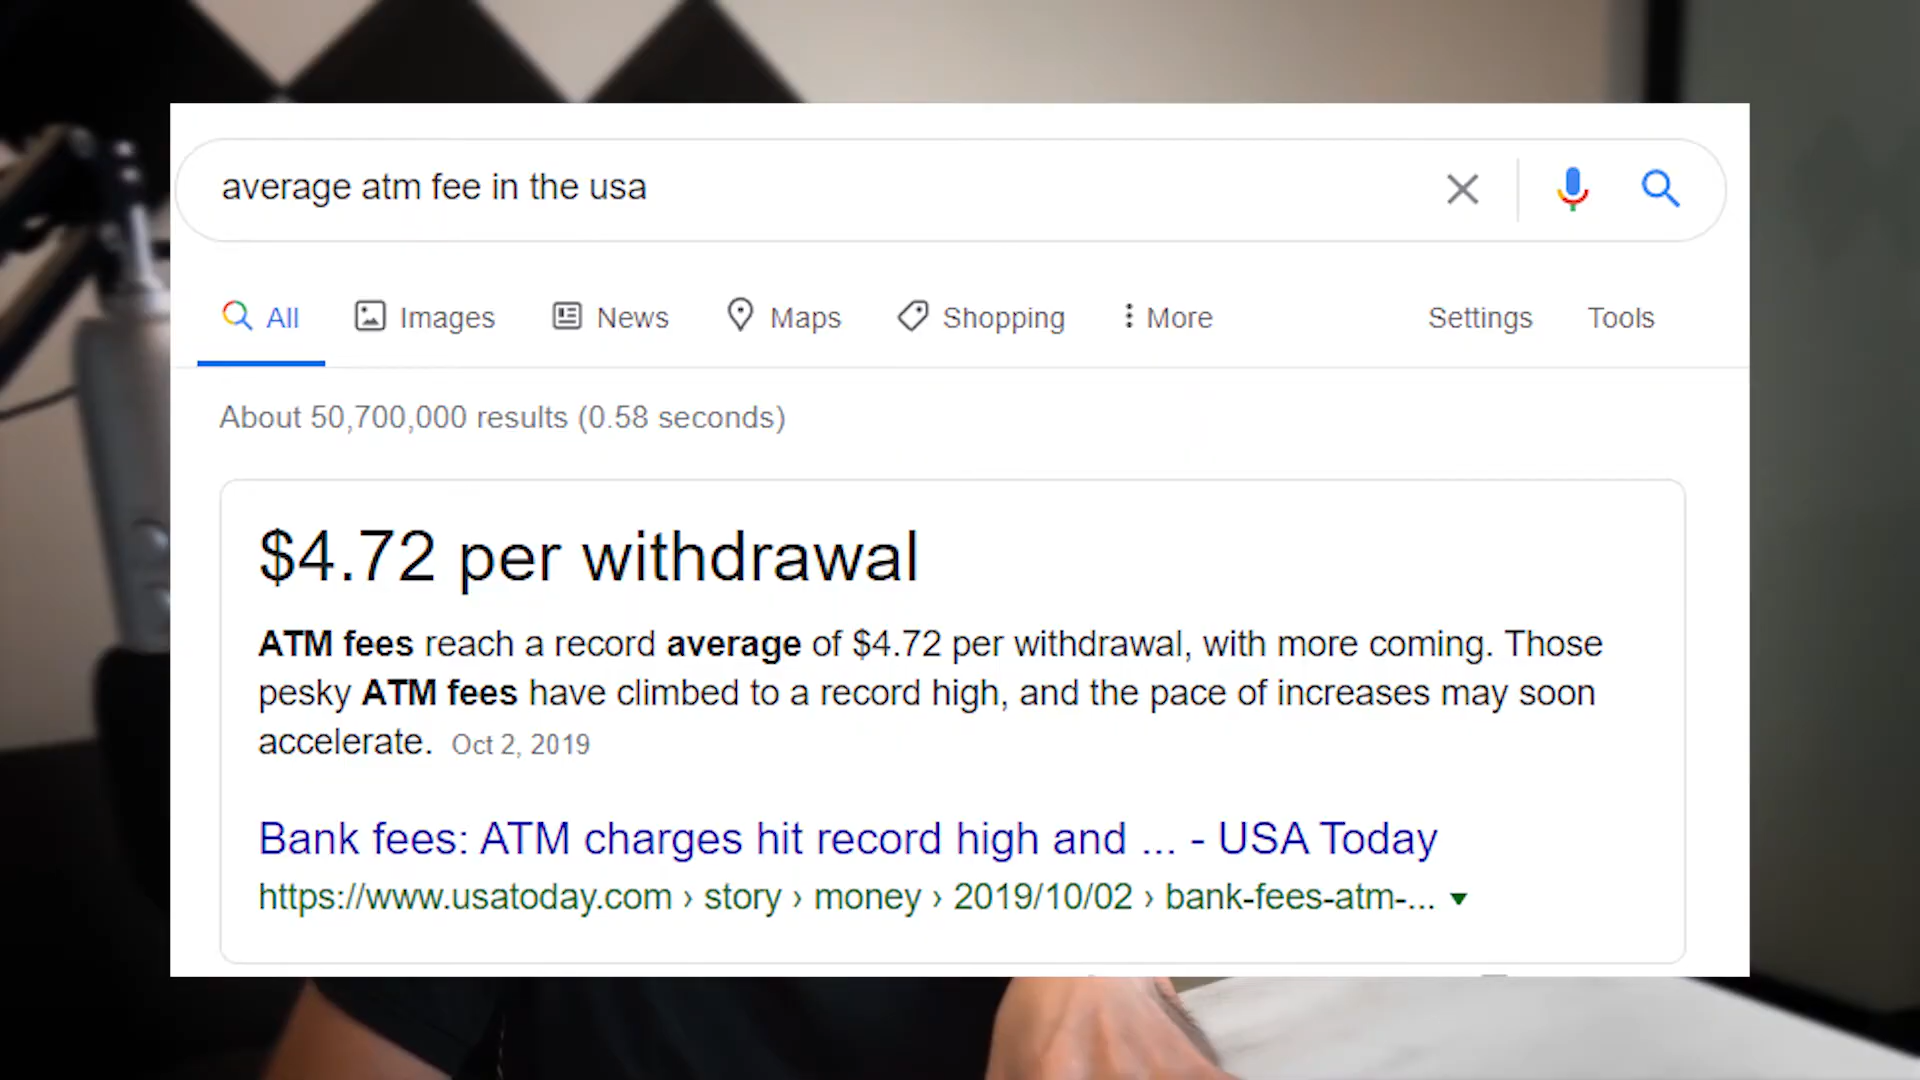 average atm fee in the usa
All Images News Maps Shopping More Settings Tools
About 50,700,000 results (0.58 seconds)
$4.72 per withdrawal
ATM fees reach a record average of $4.72 per withdrawal, with more coming. Those
pesky ATM fees have climbed to a record high, and the pace of increases may soon
accelerate. Oct 2, 2019
Bank fees: ATM charges hit record high and ... - USA Today
https://www.usatoday.com › story › money › 2019/10/02 › bank-fees-atm-...